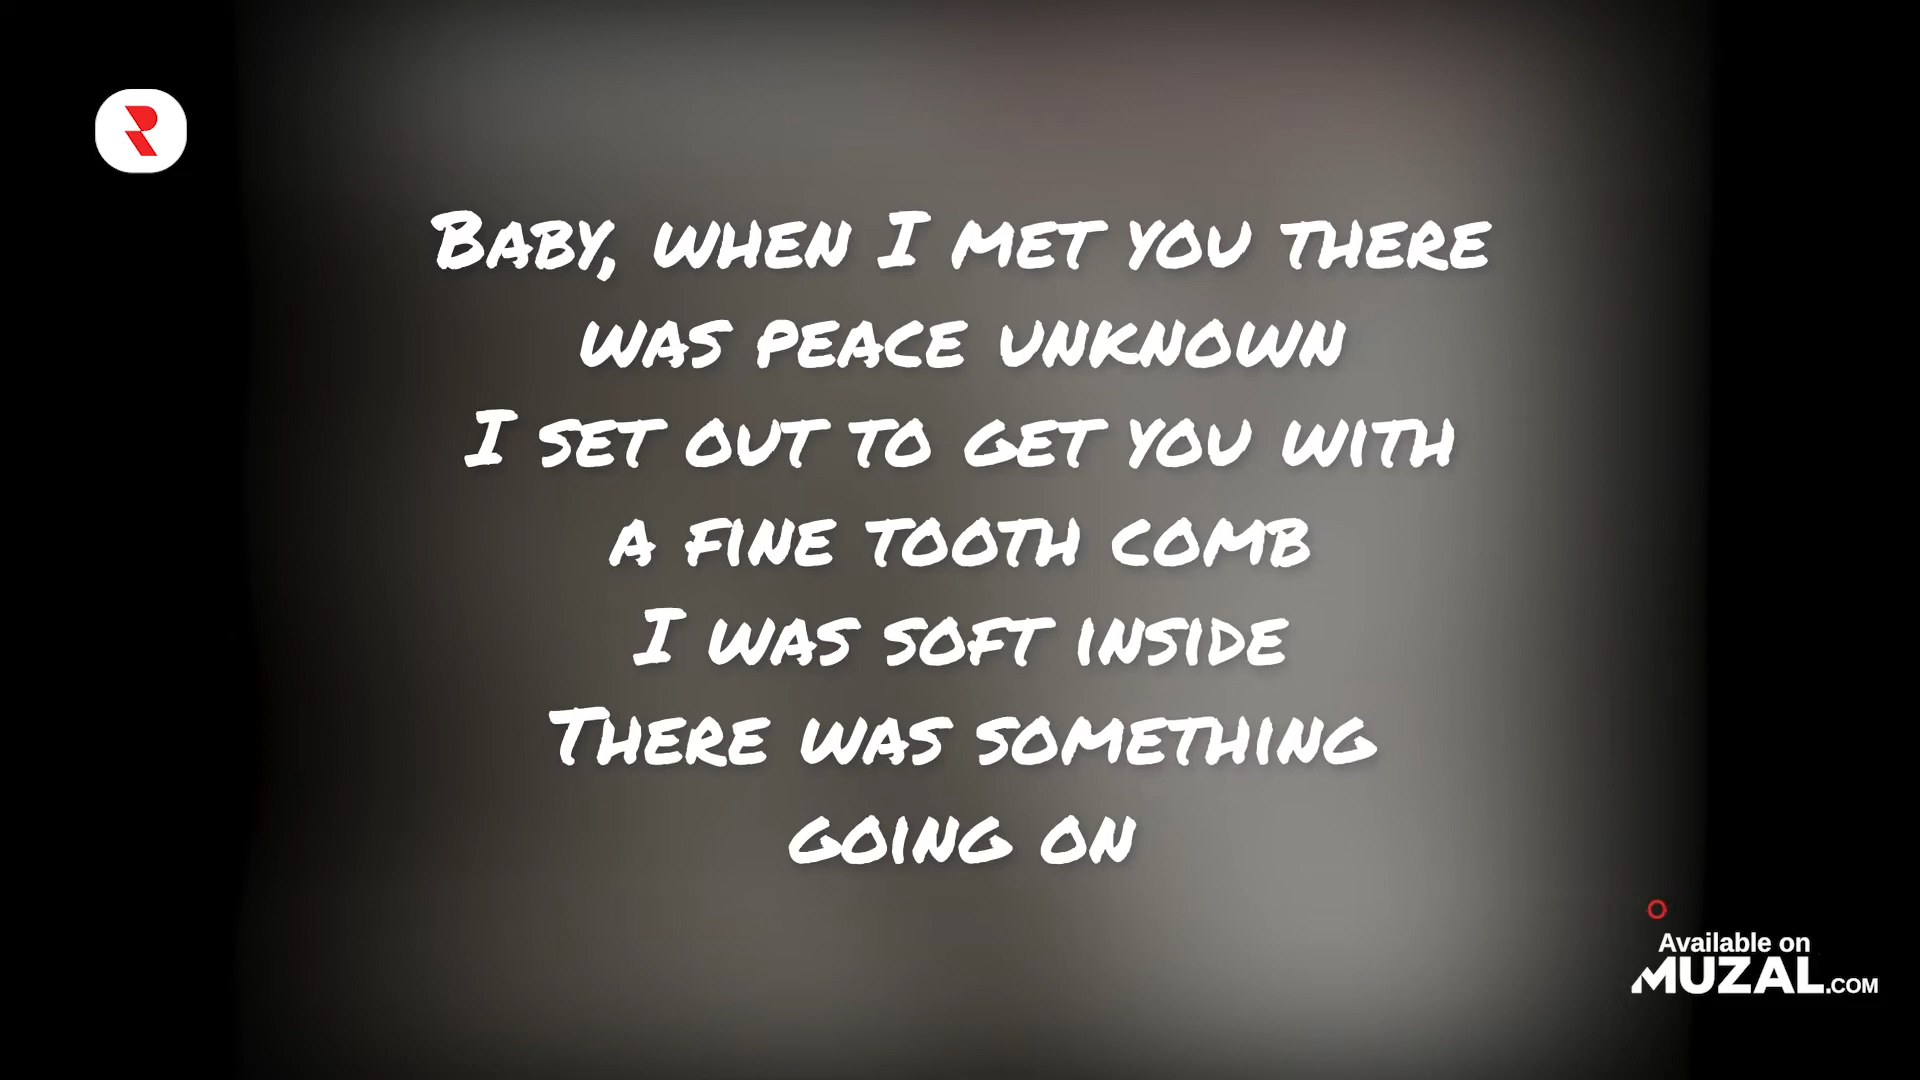 R
Baby, when I met you there
was peace unknown
I set out to get you with
a fine tooth comb
I was soft inside
There was something
going on
Available on
MUZAL.COM